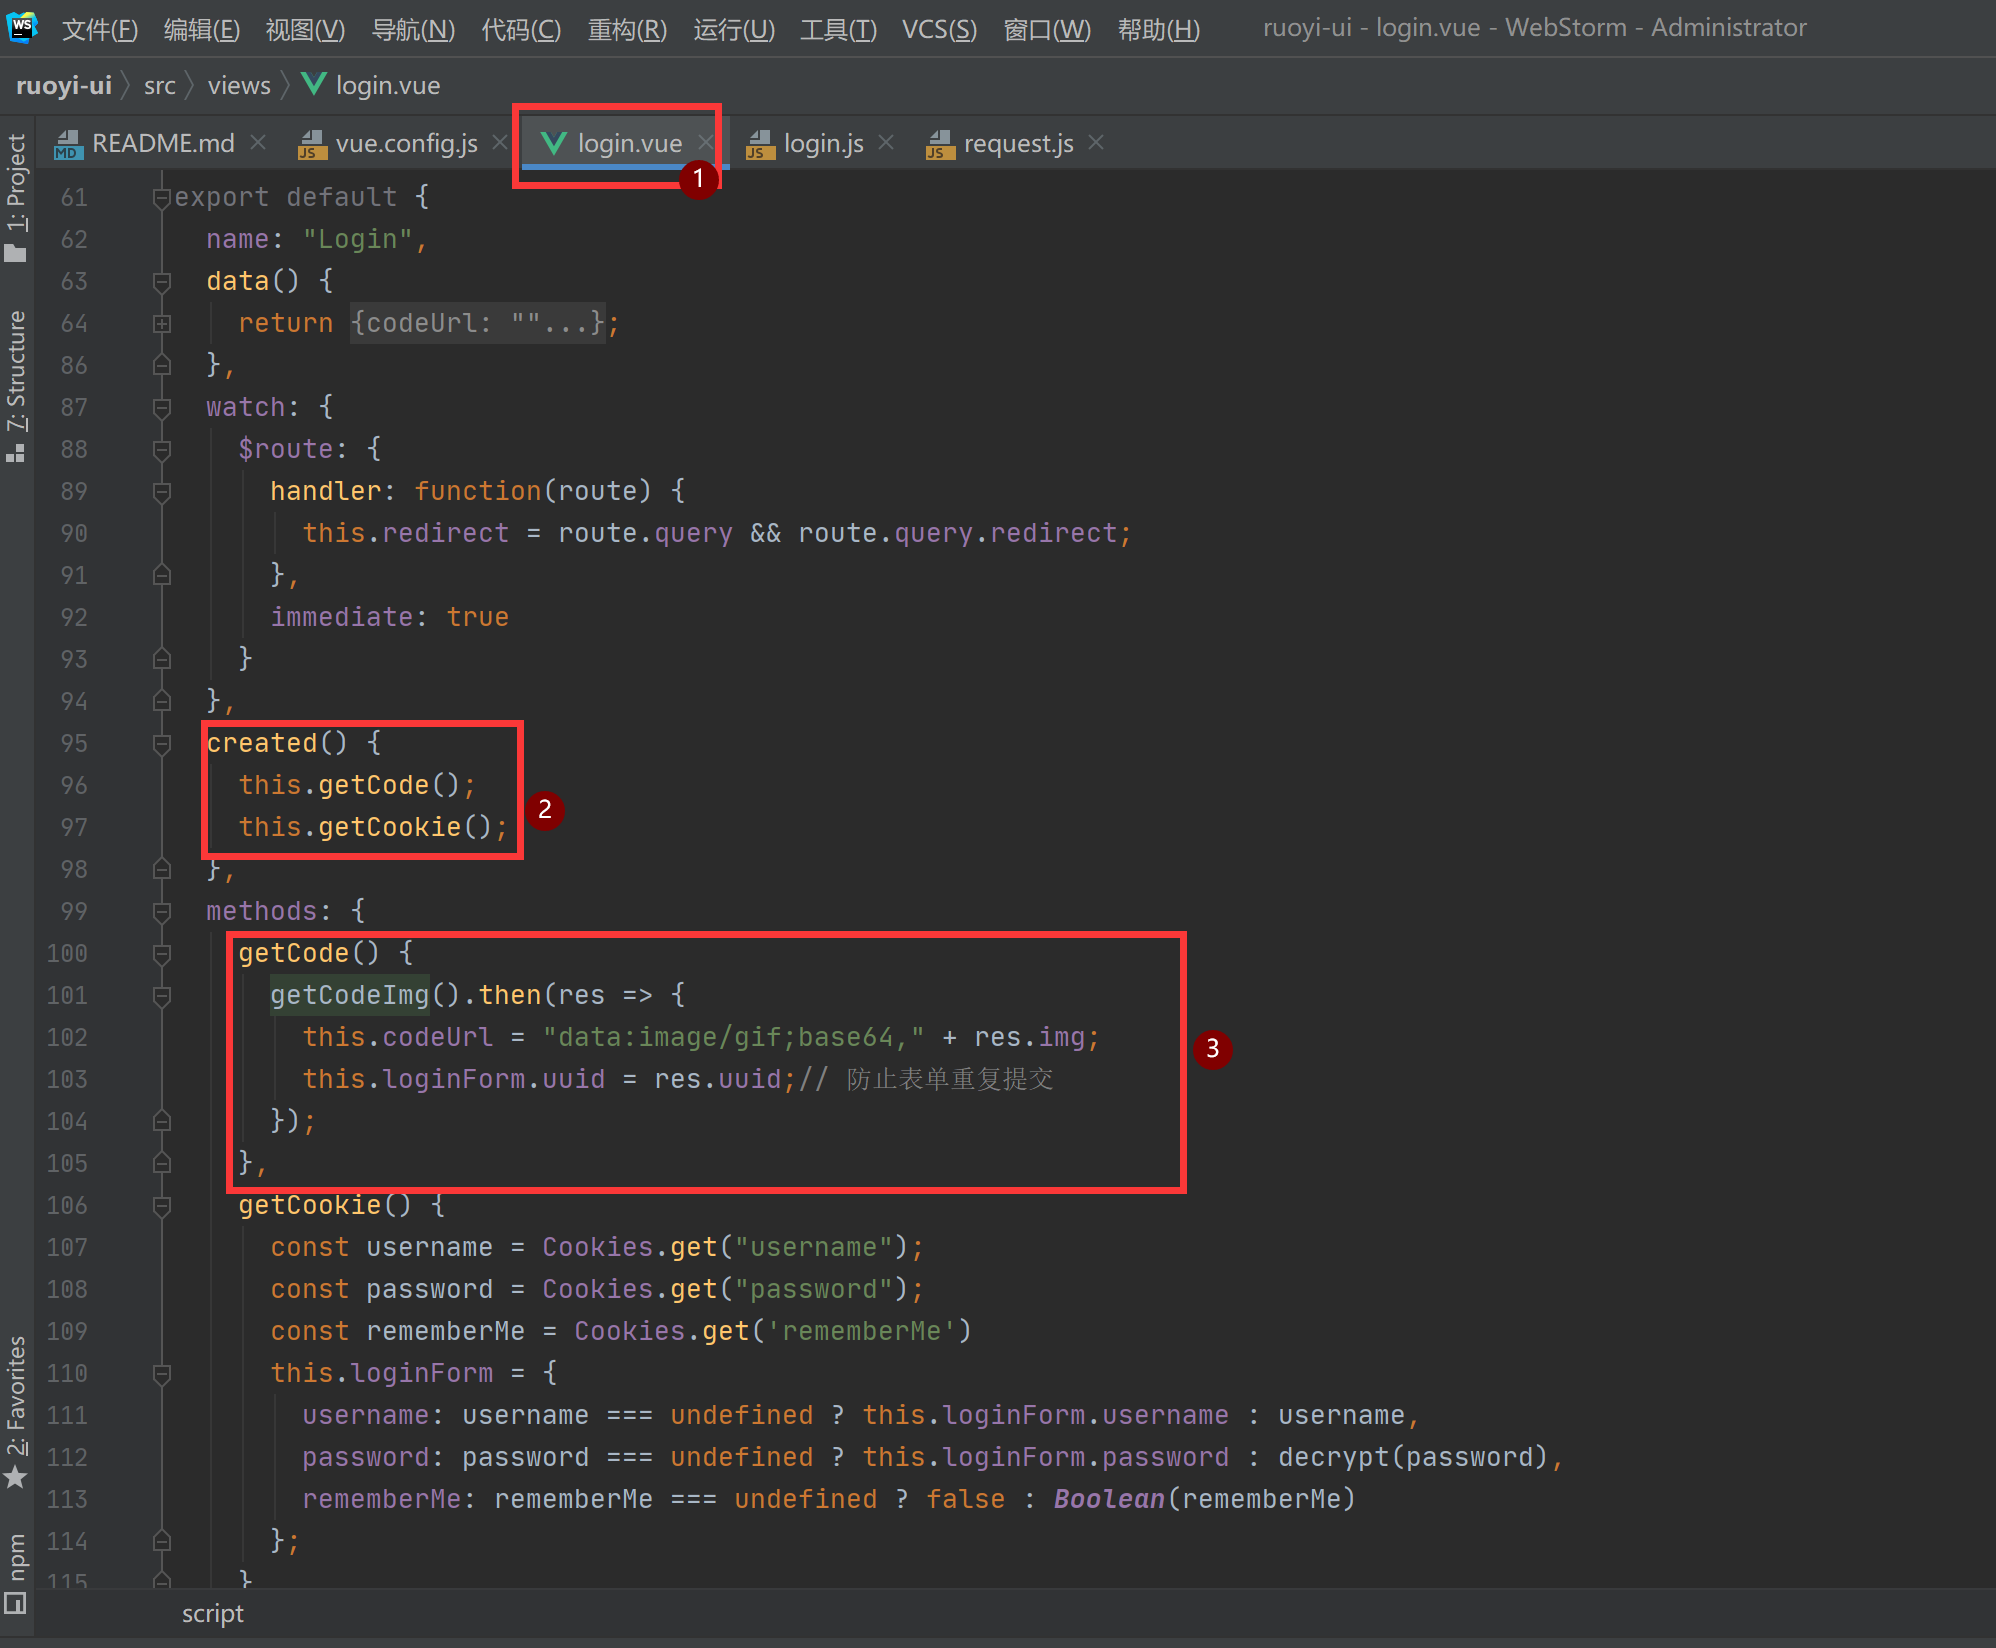 WS 文件(F) 编辑(E) 视图(V) 导航(N) 代码(C) 重构(R) 运行(U) 工具(T) VCS(S) 窗口(W) 帮助(H) ruoyi-ui - login.vue - WebStorm - Administrator
ruoyi-ui src views login.vue
MD README.md JS vue.config.js login.vue JS login.js JS request.js
1
1: Project
7: Structure
2: Favorites
npm
61 export default {
62 name: "Login",
63 data() {
64 return {codeUrl: ""...};
86 },
87 watch: {
88 $route: {
89 handler: function(route) {
90 this.redirect = route.query && route.query.redirect;
91 },
92 immediate: true
93 }
94 },
95 created() {
96 this.getCode();
2
97 this.getCookie();
98 },
99 methods: {
100 getCode() {
101 getCodeImg().then(res => {
102 this.codeUrl = "data:image/gif;base64," + res.img;
3
103 this.loginForm.uuid = res.uuid;// 防止表单重复提交
104 });
105 },
106 getCookie() {
107 const username = Cookies.get("username");
108 const password = Cookies.get("password");
109 const rememberMe = Cookies.get('rememberMe')
110 this.loginForm = {
111 username: username === undefined ? this.loginForm.username : username,
112 password: password === undefined ? this.loginForm.password : decrypt(password),
113 rememberMe: rememberMe === undefined ? false : Boolean(rememberMe)
114 };
115 }
script